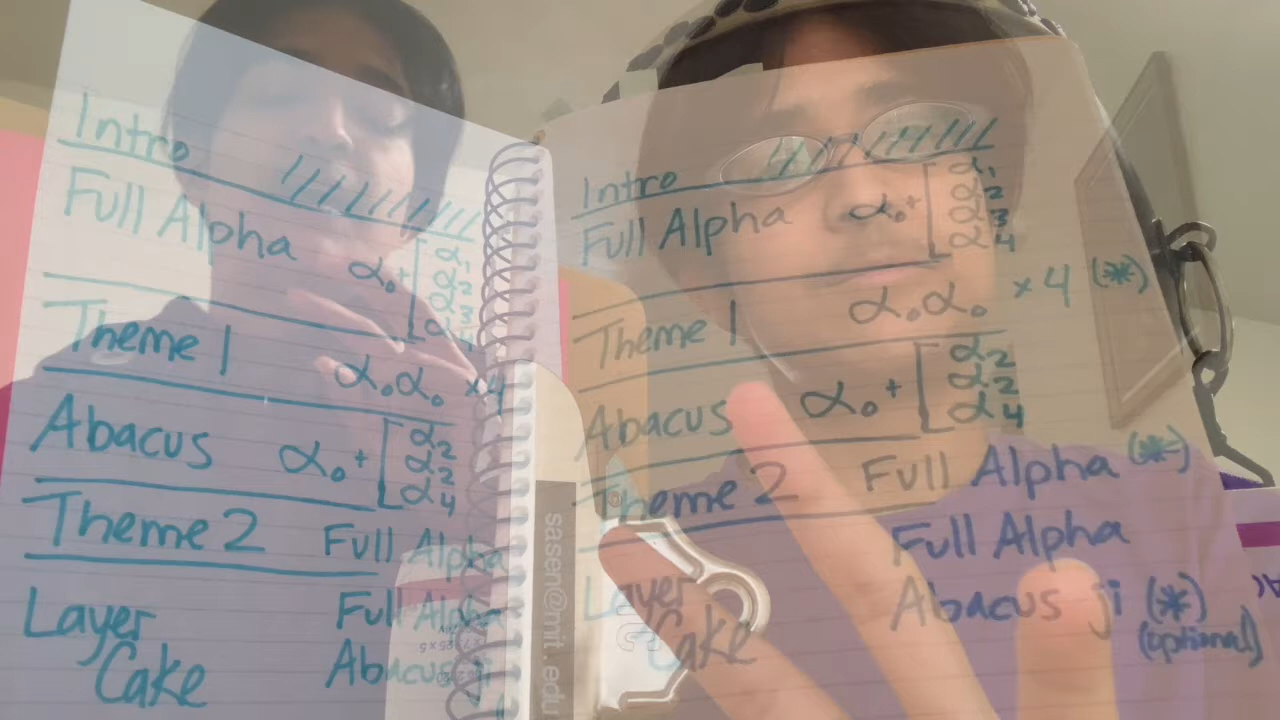 Intro
////////////
Full Alpha α₀+ [ α₁
α₂
α₃
Theme 1 α₀α₀ ×4
Abacus α₀+ [ α₂
α₂
α₄
Theme 2 Full Alpha
Layer Cake Full Alpha
Abacus ji
Intro
////////////
Full Alpha α₀+ [ α₁
α₂
α₃
α₄
Theme 1 α₀α₀ ×4 (*)
Abacus α₀+ [ α₂
α₂
α₄
Theme 2 Full Alpha (*)
Layer Cake Full Alpha
Abacus ji (*)
(optional)
sasen@mit.edu